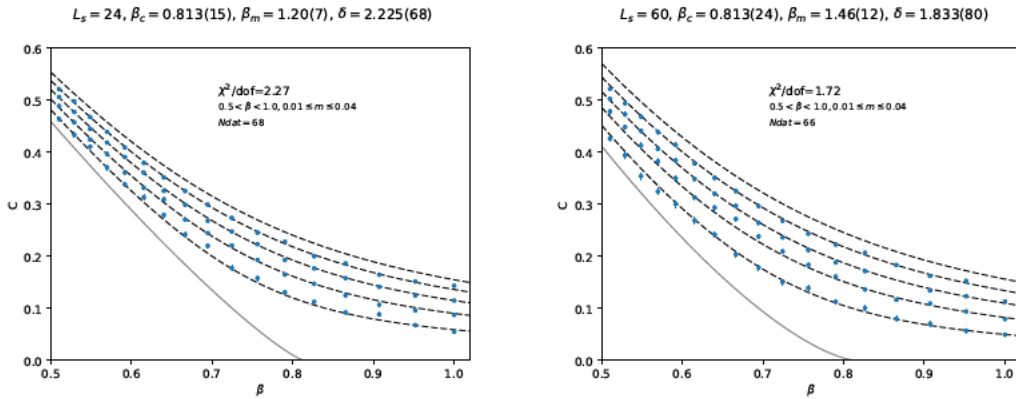 L_s = 24, β_c = 0.813(15), β_m = 1.20(7), δ = 2.225(68)
0.6
0.5
0.4
0.3
0.2
0.1
0.0
C
χ²/dof=2.27
0.5 < β < 1.0, 0.01 ≤ m ≤ 0.04
Ndat = 68
0.5 0.6 0.7 0.8 0.9 1.0
β
L_s = 60, β_c = 0.813(24), β_m = 1.46(12), δ = 1.833(80)
0.6
0.5
0.4
0.3
0.2
0.1
0.0
C
χ²/dof=1.72
0.5 < β < 1.0, 0.01 ≤ m ≤ 0.04
Ndat = 66
0.5 0.6 0.7 0.8 0.9 1.0
β